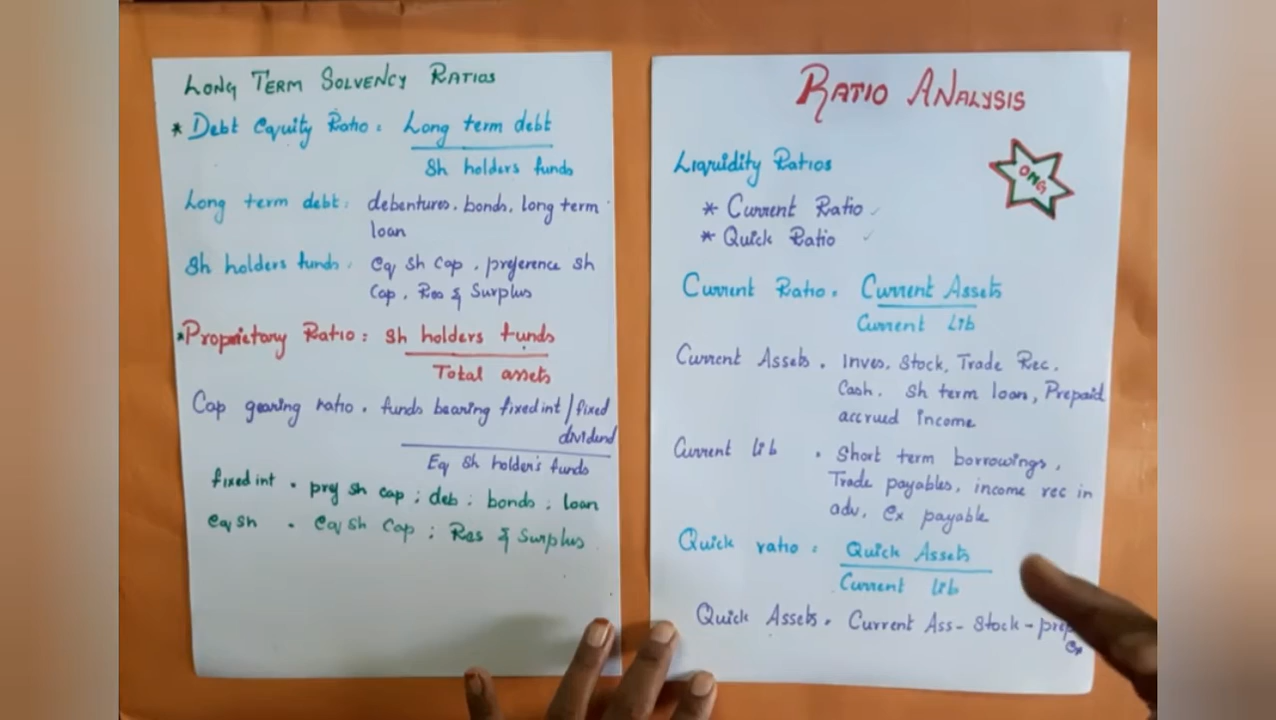 LONG TERM SOLVENCY RATIOS
* Debt Equity Ratio : Long term debt
Sh holders funds
Long term debt : debentures. bonds, long term
loan
Sh holders funds . Eq Sh Cap . preference Sh
Cap . Res & Surplus
* Proprietory Ratio : Sh holders funds
Total assets
Cap gearing ratio . funds bearing fixed int / fixed
dividend
Eq Sh holder's funds
fixed int . pref sh cap ; deb ; bonds ; loan
Eq sh . Eq Sh Cap ; Res & Surplus
RATIO ANALYSIS
OMG
Liquidity Ratios
* Current Ratio ✓
* Quick Ratio ✓
Current Ratio . Current Assets
Current Lib
Current Assets . Inves, Stock, Trade Rec.
Cash. Sh term loan, Prepaid
accrued income
Current Lib . Short term borrowings,
Trade payables, income rec in
adv, Ex payable
Quick ratio : Quick Assets
Current Lib
Quick Assets . Current Ass - Stock -
Ex